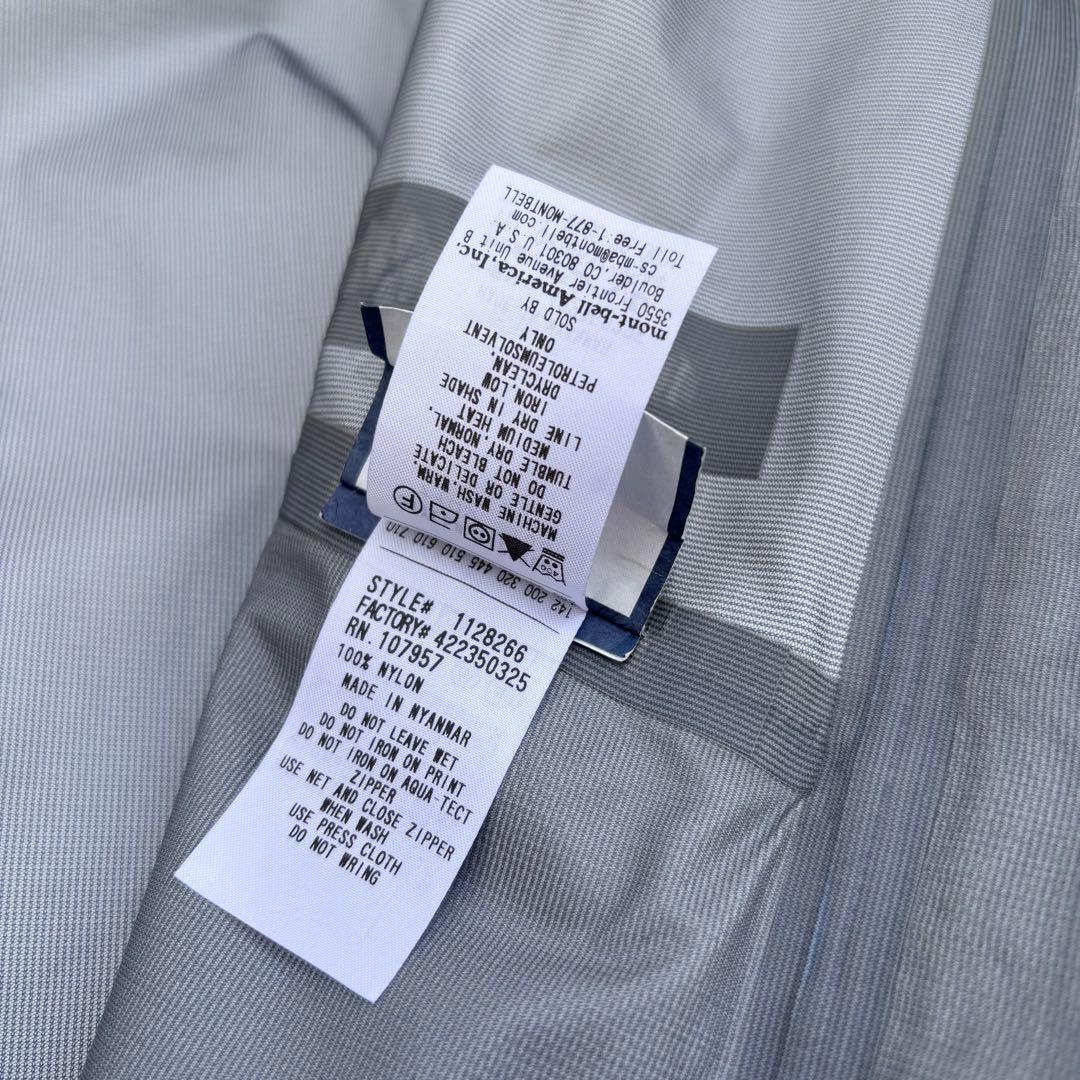 142 200 320 445 510 610 710
F
MACHINE WASH,WARM,
GENTLE OR DELICATE
DO NOT BLEACH
TUMBLE DRY,NORMAL,
MEDIUM HEAT
LINE DRY IN SHADE
IRON,LOW
DRYCLEAN,
PETROLEUMSOLVENT
ONLY
SOLD BY
mont-bell America,Inc.
3550 Frontier Avenue Unit B
Boulder,CO 80301 U S A
cs-mba@montbell.com
Toll Free:1-877-MONTBELL
STYLE# 1128266
FACTORY# 422350325
RN.107957
100% NYLON
MADE IN MYANMAR
DO NOT LEAVE WET
DO NOT IRON ON PRINT
DO NOT IRON ON AQUA-TECT
ZIPPER
USE NET AND CLOSE ZIPPER
WHEN WASH
USE PRESS CLOTH
DO NOT WRING